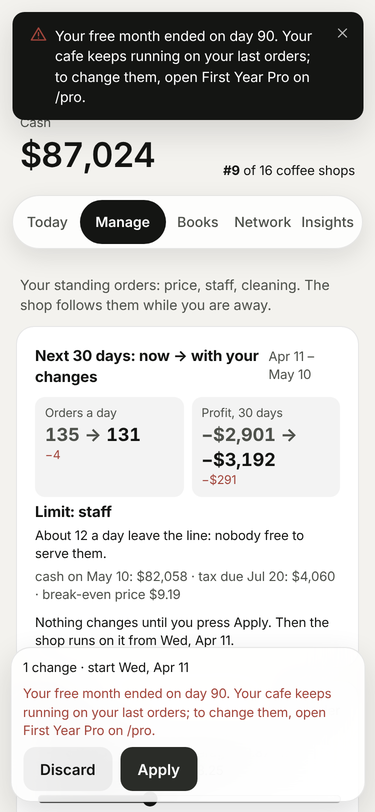 Your free month ended on day 90. Your
cafe keeps running on your last orders;
to change them, open First Year Pro on
/pro.
Cash
$87,024
#9 of 16 coffee shops
Today
Manage
Books
Network
Insights
Your standing orders: price, staff, cleaning. The
shop follows them while you are away.
Next 30 days: now → with your
changes
Apr 11 –
May 10
Orders a day
135 → 131
−4
Profit, 30 days
−$2,901 →
−$3,192
−$291
Limit: staff
About 12 a day leave the line: nobody free to
serve them.
cash on May 10: $82,058 · tax due Jul 20: $4,060
· break-even price $9.19
Nothing changes until you press Apply. Then the
shop runs on it from Wed, Apr 11.
1 change · start Wed, Apr 11
Your free month ended on day 90. Your cafe keeps
running on your last orders; to change them, open
First Year Pro on /pro.
Discard
Apply